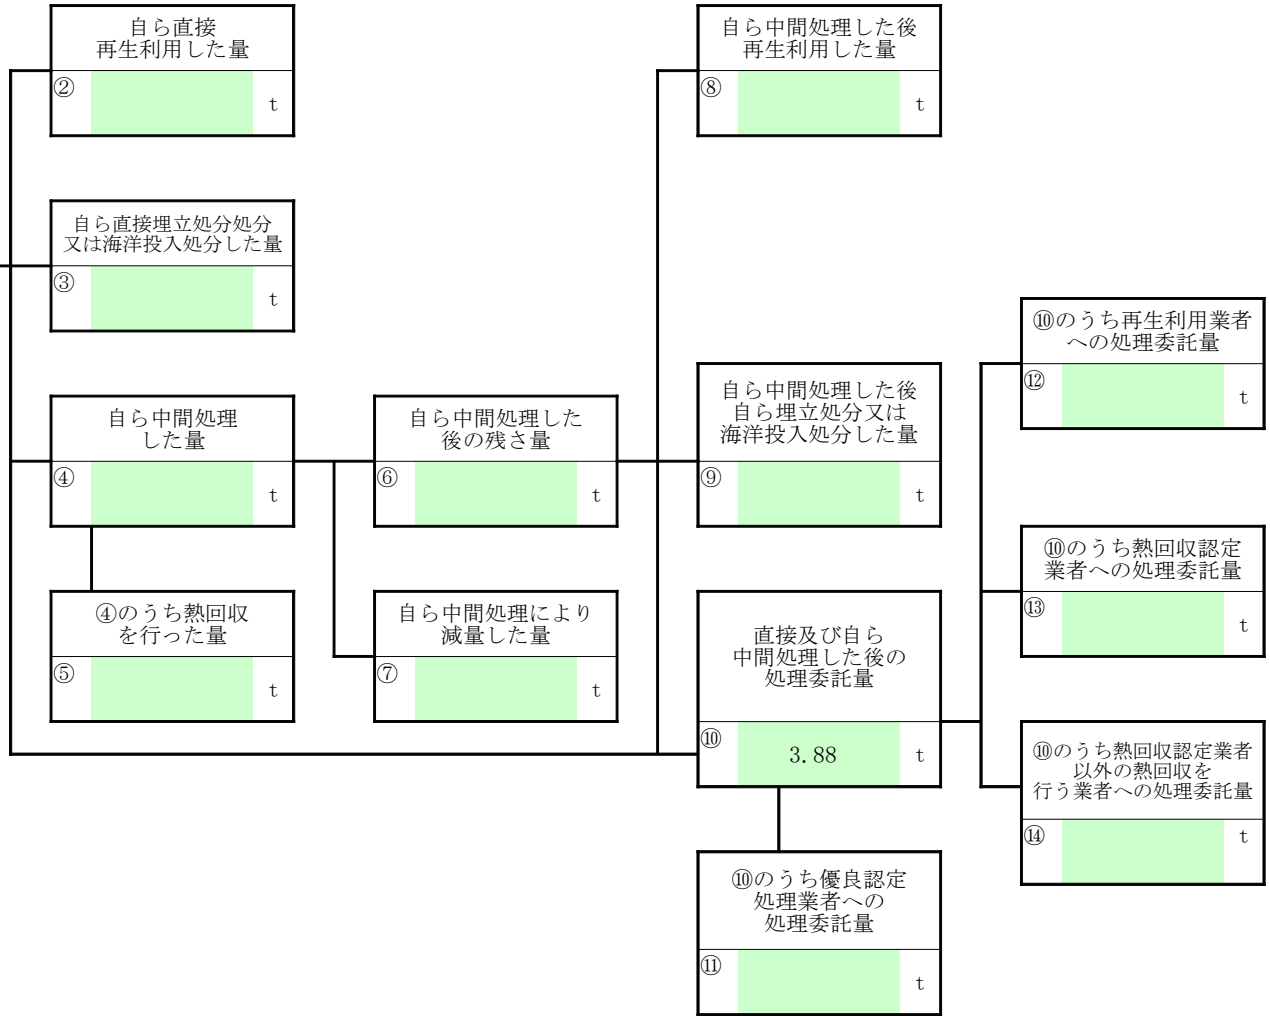 自ら直接
再生利用した量
②
t
自ら中間処理した後
再生利用した量
⑧
t
自ら直接埋立処分処分
又は海洋投入処分した量
③
t
⑩のうち再生利用業者
への処理委託量
⑫
t
自ら中間処理
した量
④
t
自ら中間処理した
後の残さ量
⑥
t
自ら中間処理した後
自ら埋立処分又は
海洋投入処分した量
⑨
t
⑩のうち熱回収認定
業者への処理委託量
⑬
t
④のうち熱回収
を行った量
⑤
t
自ら中間処理により
減量した量
⑦
t
直接及び自ら
中間処理した後の
処理委託量
⑩
3.88
t
⑩のうち熱回収認定業者
以外の熱回収を
行う業者への処理委託量
⑭
t
⑩のうち優良認定
処理業者への
処理委託量
⑪
t